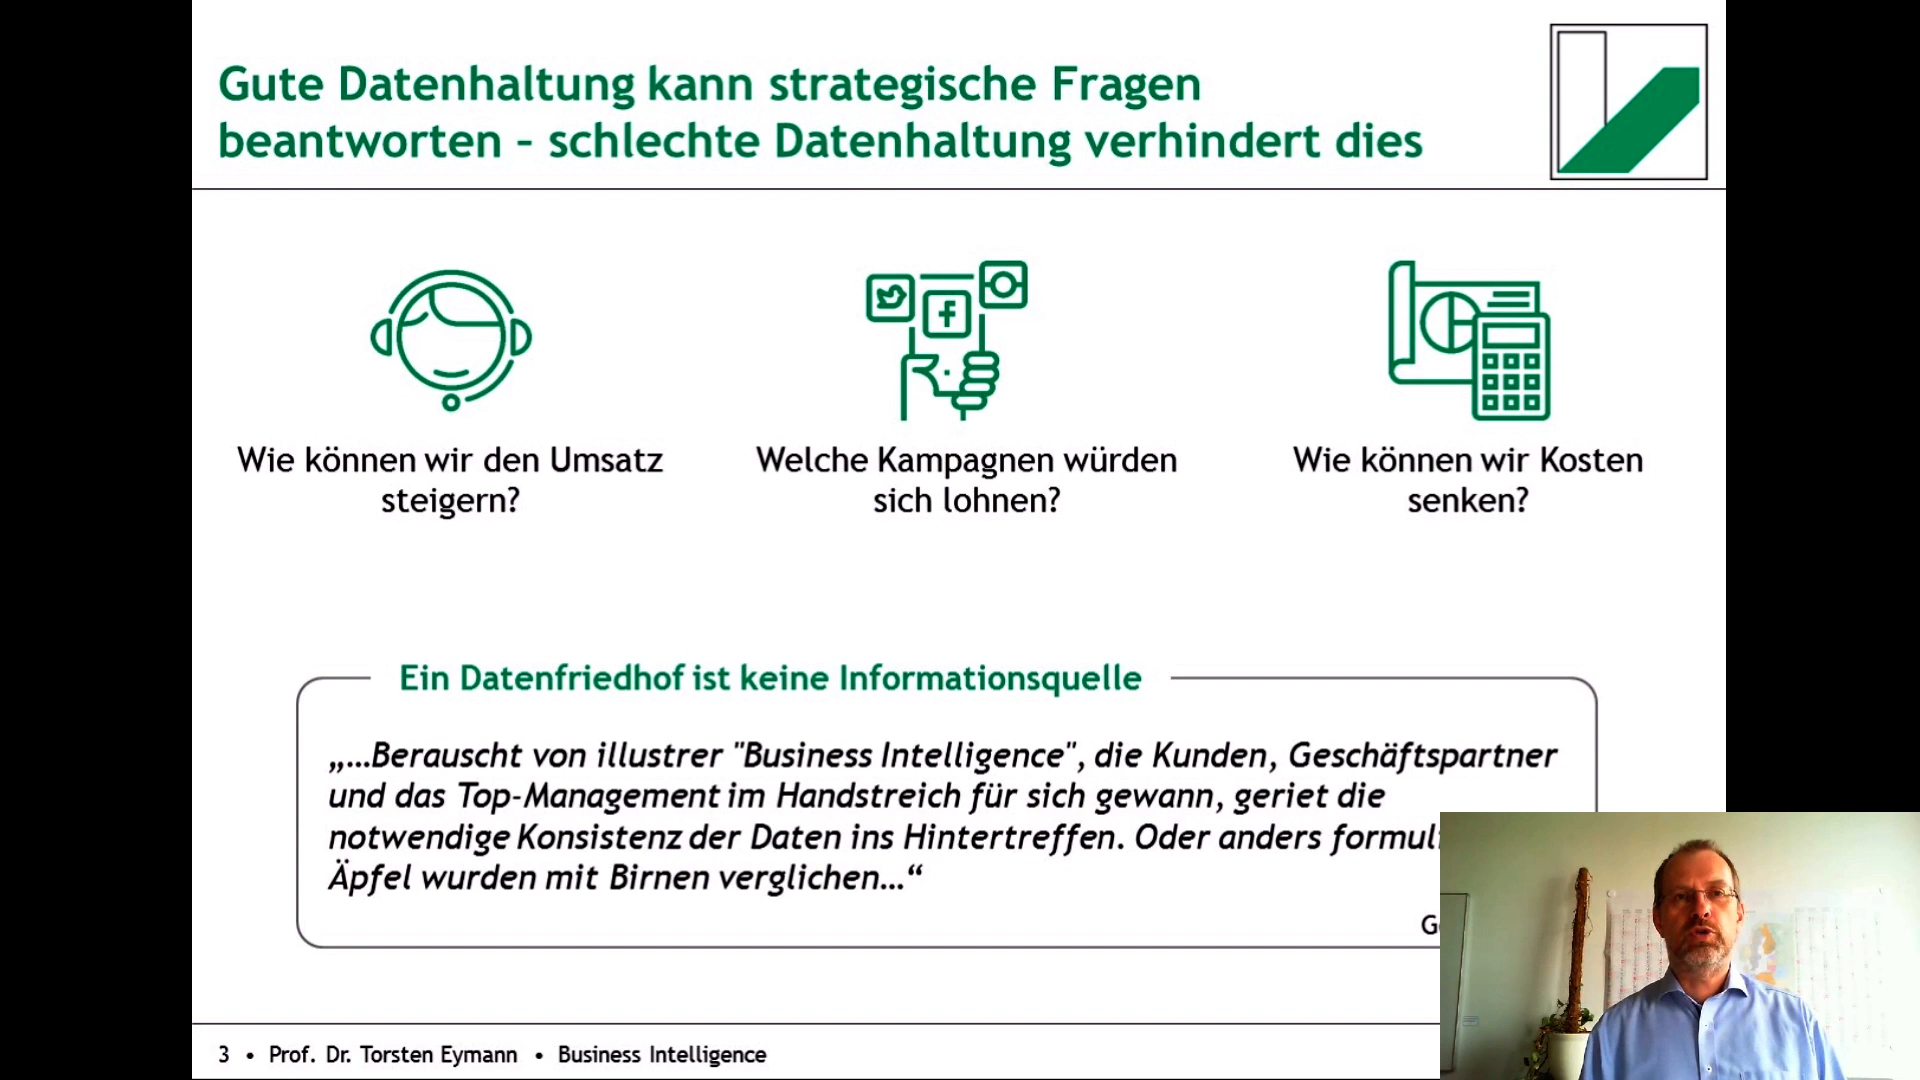 Gute Datenhaltung kann strategische Fragen
beantworten – schlechte Datenhaltung verhindert dies
Wie können wir den Umsatz
steigern?
Welche Kampagnen würden
sich lohnen?
Wie können wir Kosten
senken?
Ein Datenfriedhof ist keine Informationsquelle
„…Berauscht von illustrer "Business Intelligence", die Kunden, Geschäftspartner
und das Top-Management im Handstreich für sich gewann, geriet die
notwendige Konsistenz der Daten ins Hintertreffen. Oder anders
Äpfel wurden mit Birnen verglichen…“
3 • Prof. Dr. Torsten Eymann • Business Intelligence